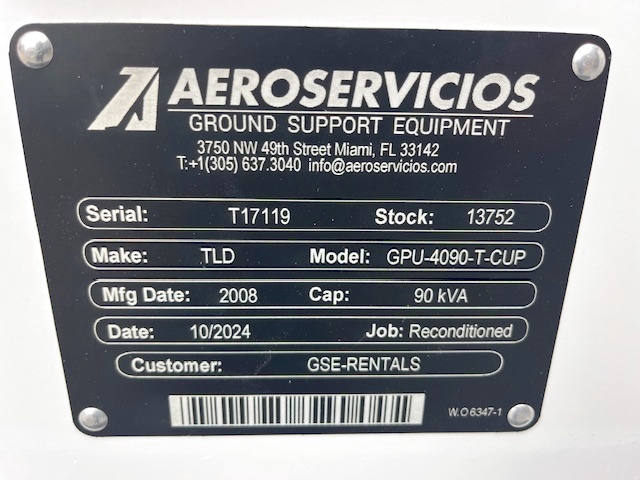 AEROSERVICIOS
GROUND SUPPORT EQUIPMENT
3750 NW 49th Street Miami, FL 33142
T:+1(305) 637.3040 info@aeroservicios.com
Serial: T17119 Stock: 13752
Make: TLD Model: GPU-4090-T-CUP
Mfg Date: 2008 Cap: 90 kVA
Date: 10/2024 Job: Reconditioned
Customer: GSE-RENTALS
W.O 6347-1